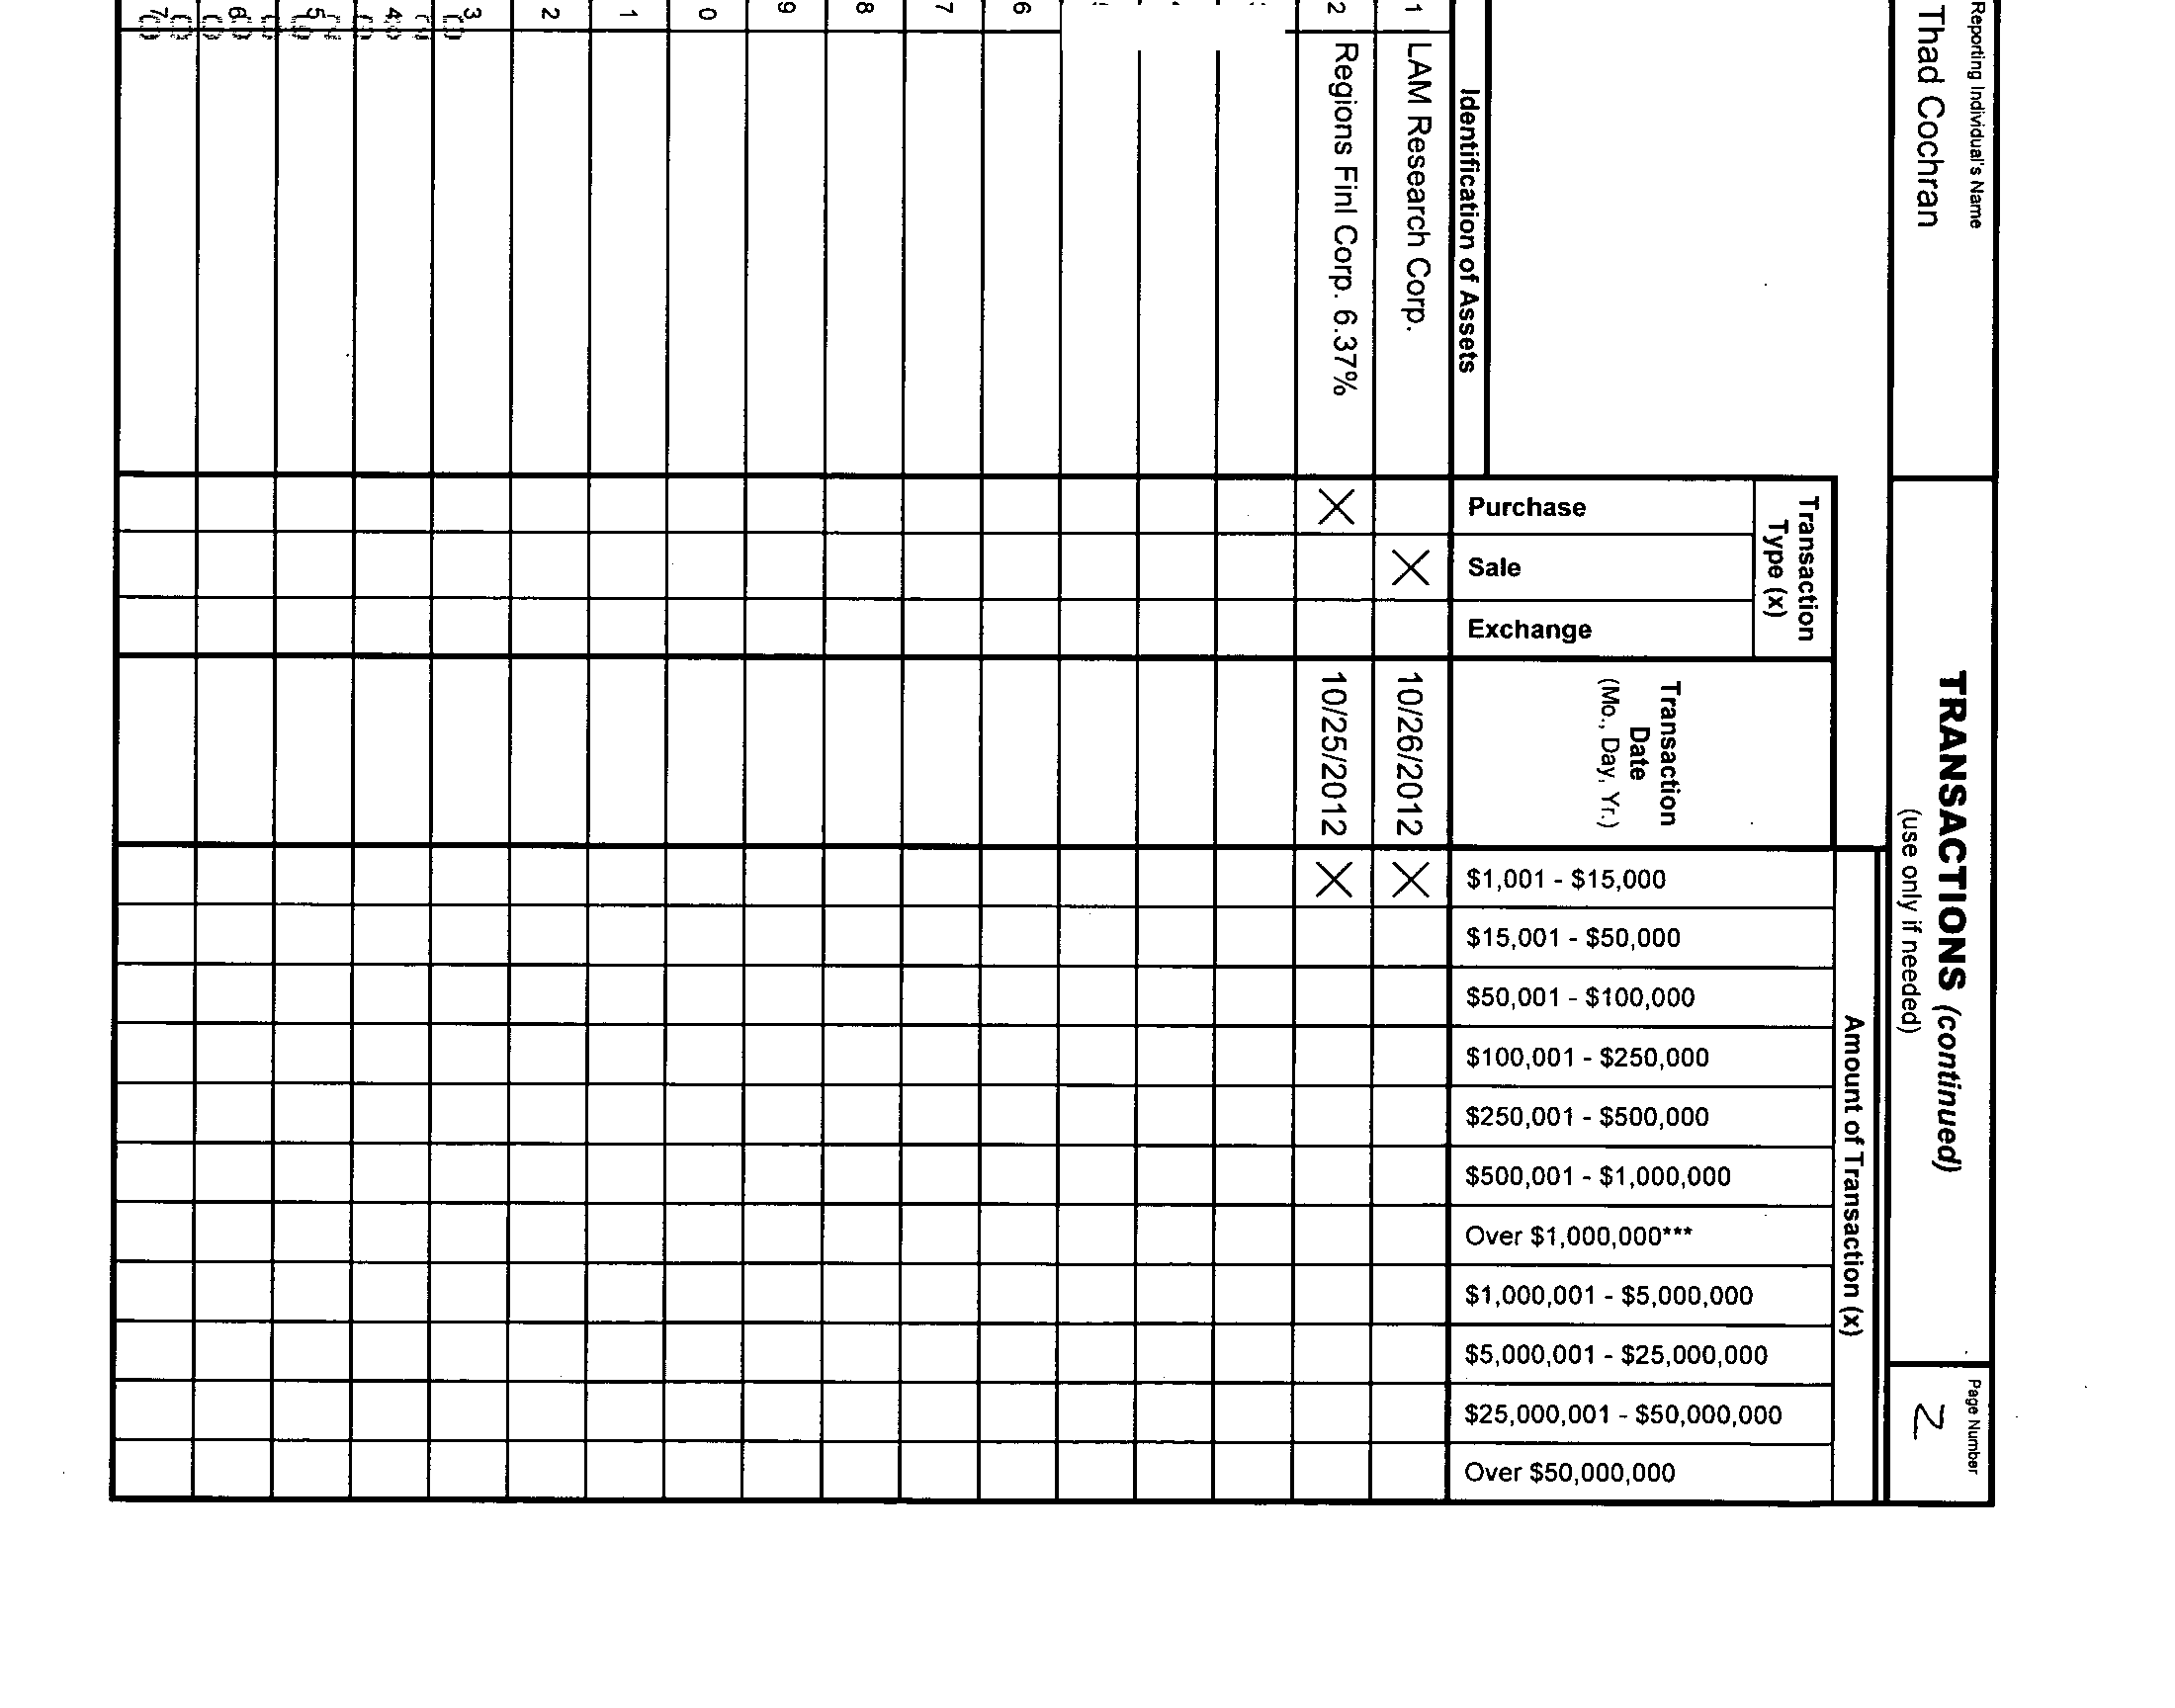 Reporting Individual's Name
Thad Cochran
TRANSACTIONS (continued)
(use only if needed)
Page Number
2
Identification of Assets
Transaction
Type (x)
Purchase
Sale
Exchange
Transaction
Date
(Mo., Day, Yr.)
Amount of Transaction (x)
$1,001 - $15,000
$15,001 - $50,000
$50,001 - $100,000
$100,001 - $250,000
$250,001 - $500,000
$500,001 - $1,000,000
Over $1,000,000***
$1,000,001 - $5,000,000
$5,000,001 - $25,000,000
$25,000,001 - $50,000,000
Over $50,000,000
1 LAM Research Corp. X 10/26/2012 X
2 Regions Finl Corp. 6.37% X 10/25/2012 X
6
7
8
9
0
1
2
3
4
5
6
7